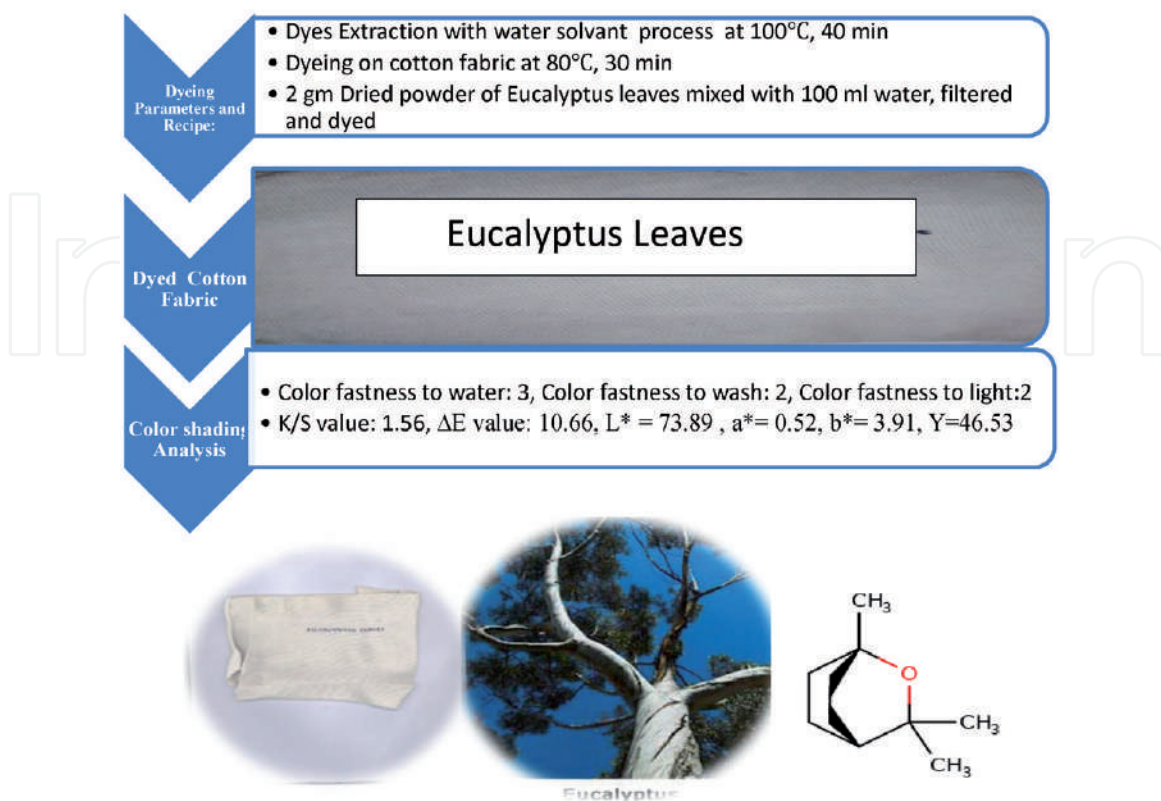 • Dyes Extraction with water solvant process at 100°C, 40 min
• Dyeing on cotton fabric at 80°C, 30 min
• 2 gm Dried powder of Eucalyptus leaves mixed with 100 ml water, filtered
and dyed
Dyeing
Parameters and
Recipe:
Eucalyptus Leaves
Dyed Cotton
Fabric
• Color fastness to water: 3, Color fastness to wash: 2, Color fastness to light:2
• K/S value: 1.56, ΔE value: 10.66, L* = 73.89 , a*= 0.52, b*= 3.91, Y=46.53
Color shading
Analysis
CH3
O
CH3
CH3
Eucalyptus